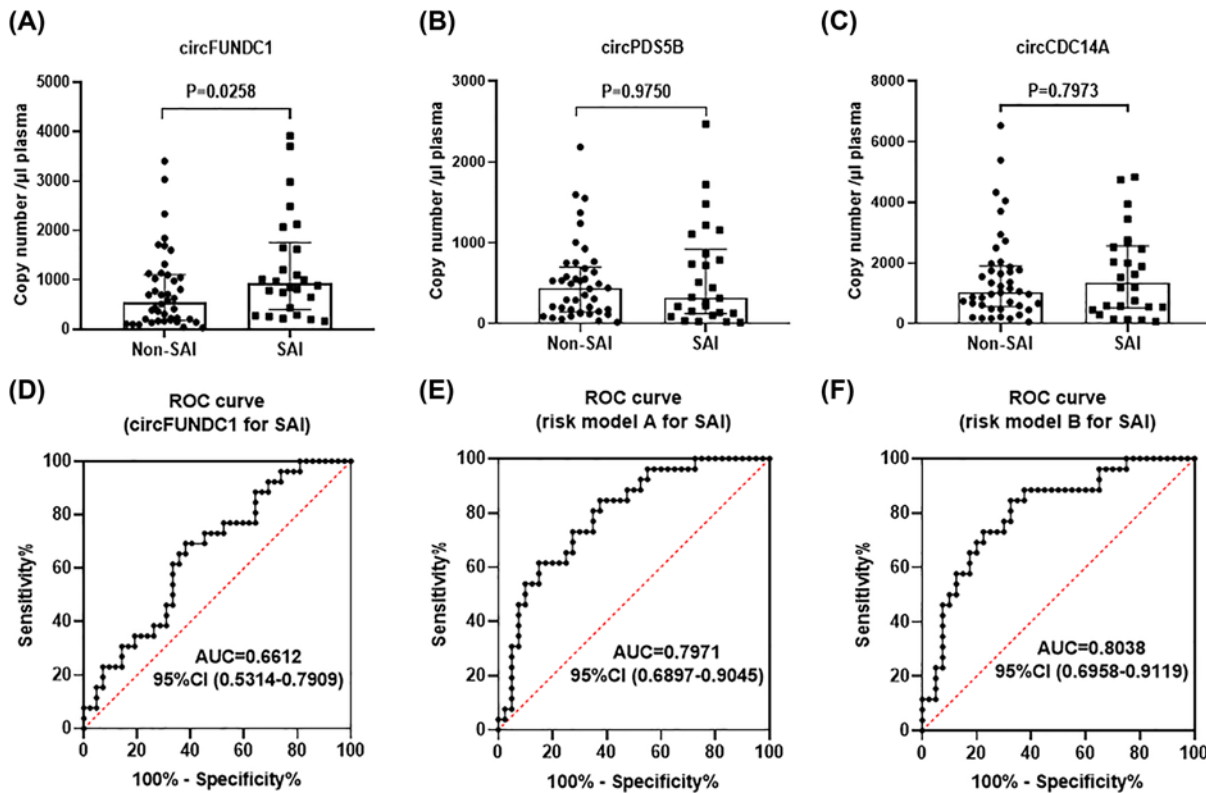 (A)
circFUNDC1
Copy number /µl plasma
5000
4000
3000
2000
1000
0
P=0.0258
Non-SAI
SAI
(B)
circPDS5B
Copy number /µl plasma
3000
2000
1000
0
P=0.9750
Non-SAI
SAI
(C)
circCDC14A
Copy number /µl plasma
8000
6000
4000
2000
0
P=0.7973
Non-SAI
SAI
(D)
ROC curve
(circFUNDC1 for SAI)
Sensitivity%
100
80
60
40
20
0
AUC=0.6612
95%CI (0.5314-0.7909)
0 20 40 60 80 100
100% - Specificity%
(E)
ROC curve
(risk model A for SAI)
Sensitivity%
100
80
60
40
20
0
AUC=0.7971
95%CI (0.6897-0.9045)
0 20 40 60 80 100
100% - Specificity%
(F)
ROC curve
(risk model B for SAI)
Sensitivity%
100
80
60
40
20
0
AUC=0.8038
95%CI (0.6958-0.9119)
0 20 40 60 80 100
100% - Specificity%